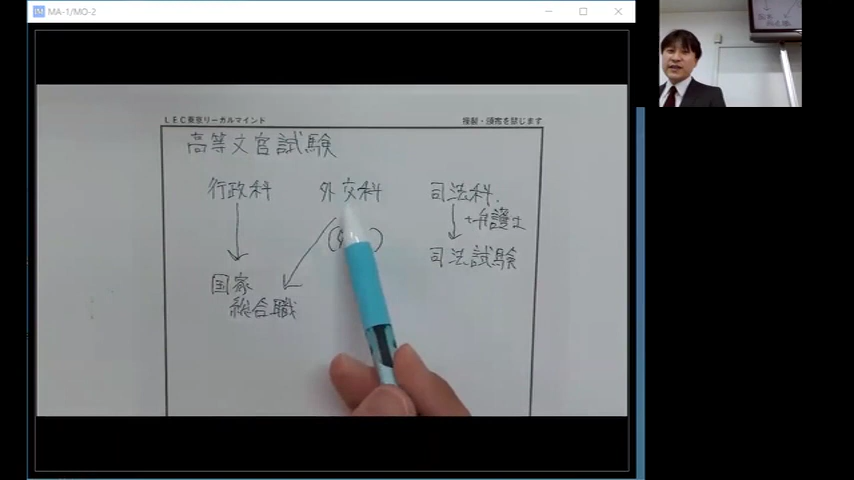 MA-1/MO-2
LEC東京リーガルマインド
複製・頒布を禁じます
高等文官試験
行政科
外交科
司法科
+弁護士
司法試験
国家
総合職